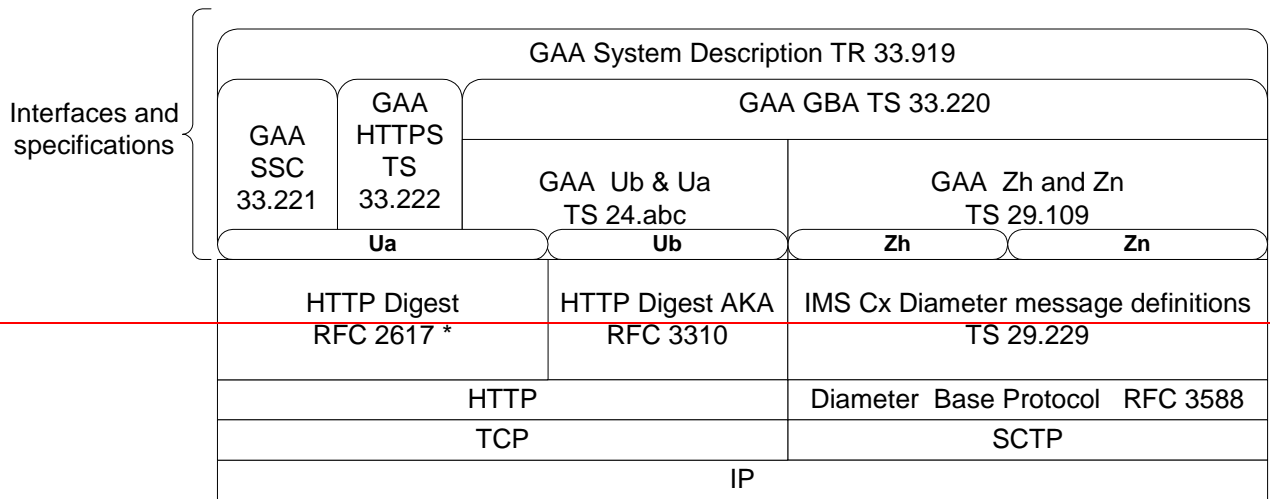 GAA System Description TR 33.919
Interfaces and
specifications
GAA
SSC
33.221
GAA
HTTPS
TS
33.222
GAA GBA TS 33.220
GAA Ub & Ua
TS 24.abc
GAA Zh and Zn
TS 29.109
Ua
Ub
Zh
Zn
HTTP Digest
RFC 2617 *
HTTP Digest AKA
RFC 3310
IMS Cx Diameter message definitions
TS 29.229
HTTP
Diameter Base Protocol RFC 3588
TCP
SCTP
IP